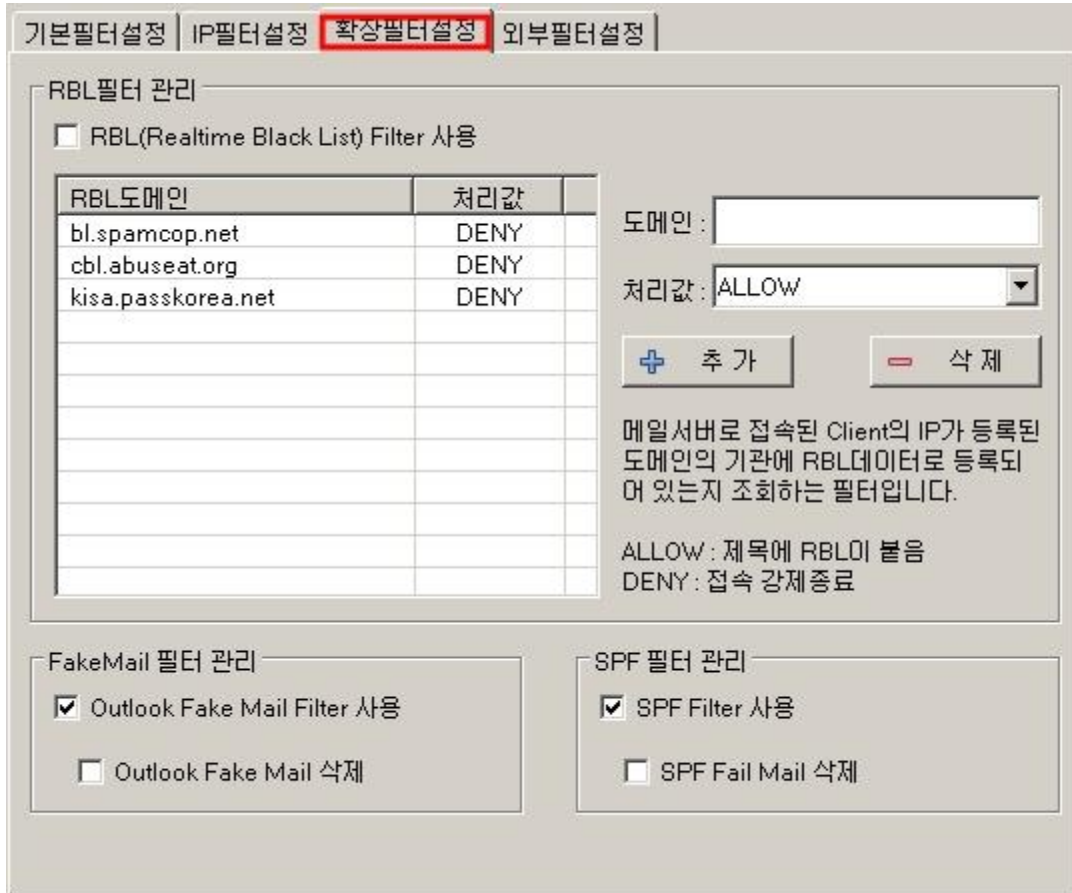 기본필터설정 IP필터설정 확장필터설정 외부필터설정
RBL필터 관리
RBL(Realtime Black List) Filter 사용
RBL도메인 처리값
bl.spamcop.net DENY
cbl.abuseat.org DENY
kisa.passkorea.net DENY
도메인 :
처리값 : ALLOW
추 가 삭 제
메일서버로 접속된 Client의 IP가 등록된
도메인의 기관에 RBL데이터로 등록되
어 있는지 조회하는 필터입니다.
ALLOW : 제목에 RBL이 붙음
DENY : 접속 강제종료
FakeMail 필터 관리
Outlook Fake Mail Filter 사용
Outlook Fake Mail 삭제
SPF 필터 관리
SPF Filter 사용
SPF Fail Mail 삭제